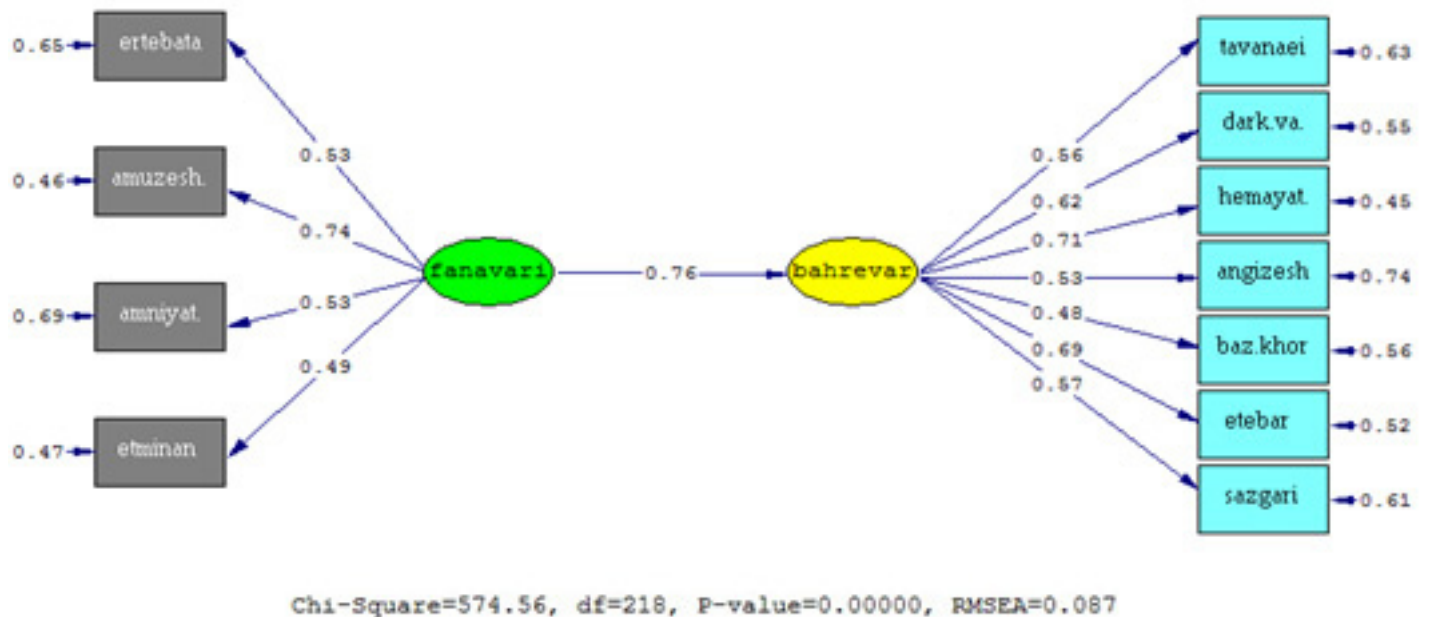 0.65
ertebata
0.53
0.46
amuzesh.
0.74
0.69
amniyat.
0.53
0.47
etminan
0.49
fanavari
0.76
bahrevar
0.56
tavanaei
0.63
0.62
dark.va.
0.55
0.71
hemayat.
0.45
0.53
angizesh
0.74
0.48
baz.khor
0.56
0.69
etebar
0.52
0.57
sazgari
0.61
Chi-Square=574.56, df=218, P-value=0.00000, RMSEA=0.087